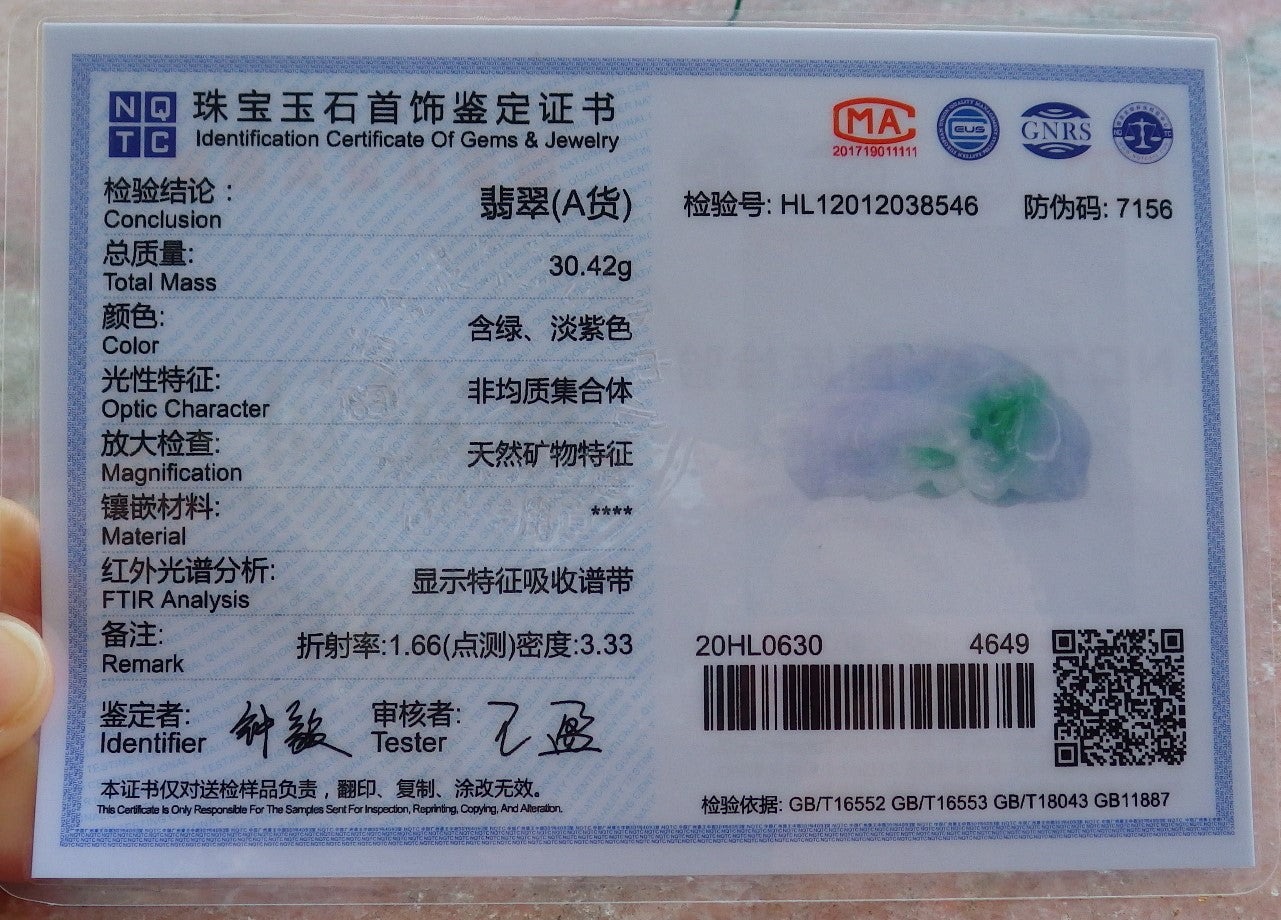 NQ
TC
珠宝玉石首饰鉴定证书
Identification Certificate Of Gems & Jewelry
MA
201719011111
EUS
GNRS
检验结论：
Conclusion
翡翠(A货)
总质量:
Total Mass
30.42g
颜色:
Color
含绿、淡紫色
光性特征:
Optic Character
非均质集合体
放大检查:
Magnification
天然矿物特征
镶嵌材料:
Material
****
红外光谱分析:
FTIR Analysis
显示特征吸收谱带
备注:
Remark
折射率:1.66(点测)密度:3.33
鉴定者:
Identifier
钟敏
审核者:
Tester
王盈
本证书仅对送检样品负责，翻印、复制、涂改无效。
This Certificate Is Only Responsible For The Samples Sent For Inspection, Reprinting, Copying, And Alteration.
检验号: HL12012038546 防伪码: 7156
20HL0630 4649
检验依据: GB/T16552 GB/T16553 GB/T18043 GB11887